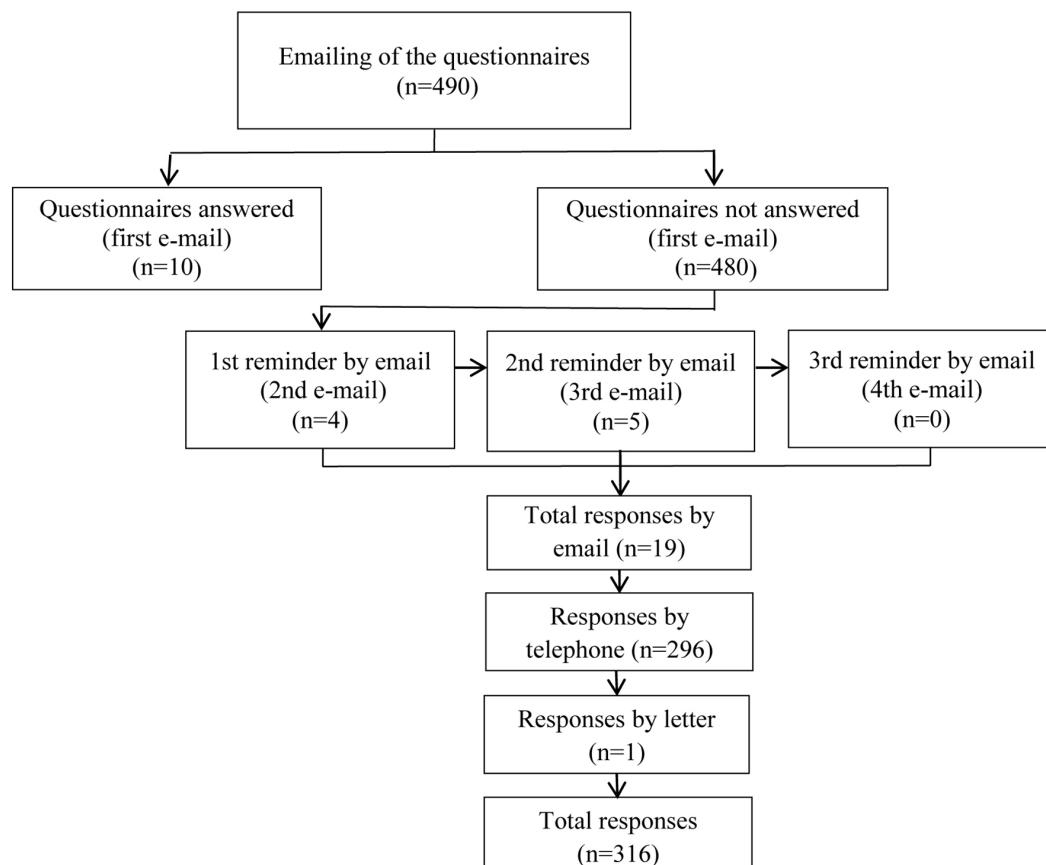 Emailing of the questionnaires
(n=490)
Questionnaires answered
(first e-mail)
(n=10)
Questionnaires not answered
(first e-mail)
(n=480)
1st reminder by email
(2nd e-mail)
(n=4)
2nd reminder by email
(3rd e-mail)
(n=5)
3rd reminder by email
(4th e-mail)
(n=0)
Total responses by
email (n=19)
Responses by
telephone (n=296)
Responses by letter
(n=1)
Total responses
(n=316)